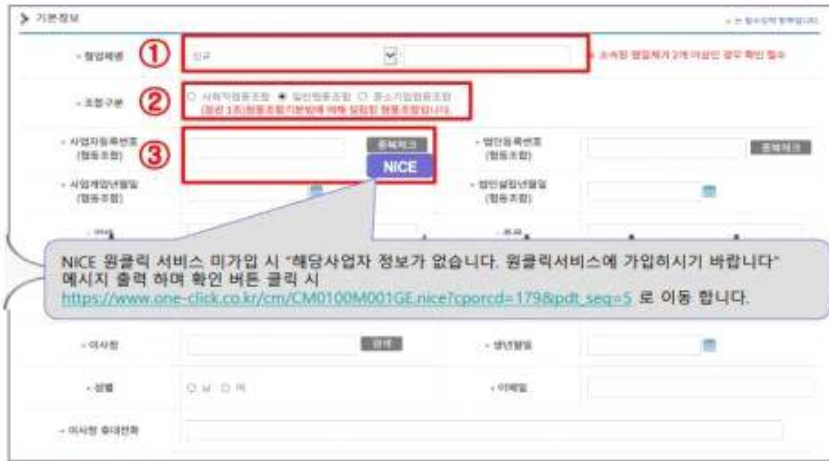 기본정보
협업체명
①
신규
소속된 협업체가 2개 이상인 경우 확인 필수
조합구분
②
사회적협동조합 일반협동조합 중소기업협동조합
사업자등록번호
(협동조합)
③
중복체크
NICE
법인등록번호
(협동조합)
중복체크
사업개업년월일
(협동조합)
법인설립년월일
(협동조합)
NICE 원클릭 서비스 미가입 시 "해당사업자 정보가 없습니다. 원클릭서비스에 가입하시기 바랍니다"
메시지 출력 하며 확인 버튼 클릭 시
https://www.one-click.co.kr/cm/CM0100M001GE.nice?cporcd=179&pdt_seq=5 로 이동 합니다.
이사장
검색
생년월일
성별
남 여
이메일
이사장 휴대전화